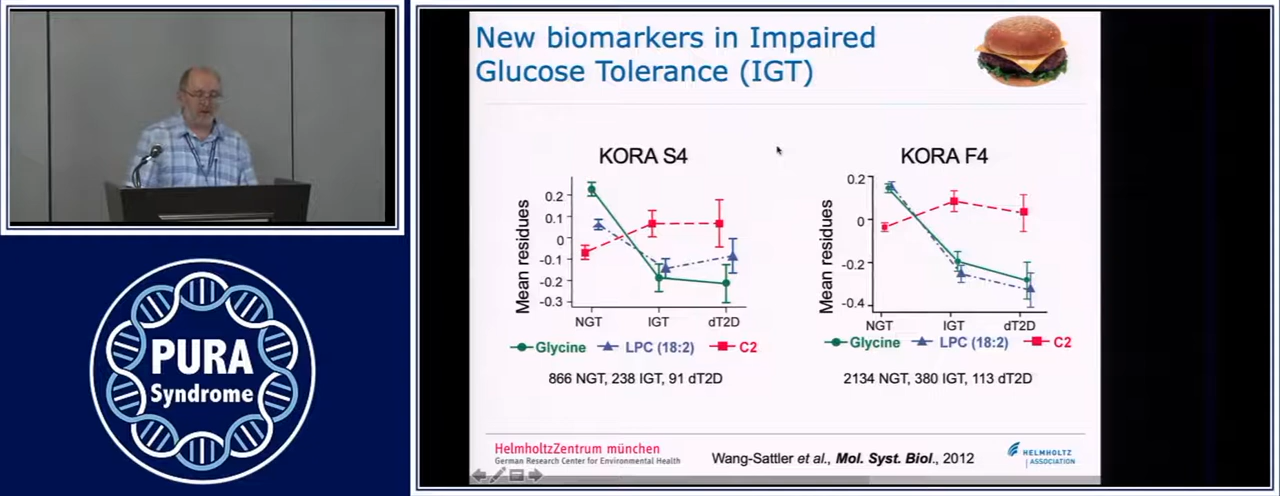 New biomarkers in Impaired
Glucose Tolerance (IGT)
KORA S4
Mean residues
0.2
0.1
0
-0.1
-0.2
-0.3
NGT
IGT
dT2D
Glycine
LPC (18:2)
C2
866 NGT, 238 IGT, 91 dT2D
KORA F4
Mean residues
0.2
0
-0.2
-0.4
NGT
IGT
dT2D
Glycine
LPC (18:2)
C2
2134 NGT, 380 IGT, 113 dT2D
HelmholtzZentrum münchen
German Research Center for Environmental Health
Wang-Sattler et al., Mol. Syst. Biol., 2012
HELMHOLTZ
ASSOCIATION
PURA
Syndrome